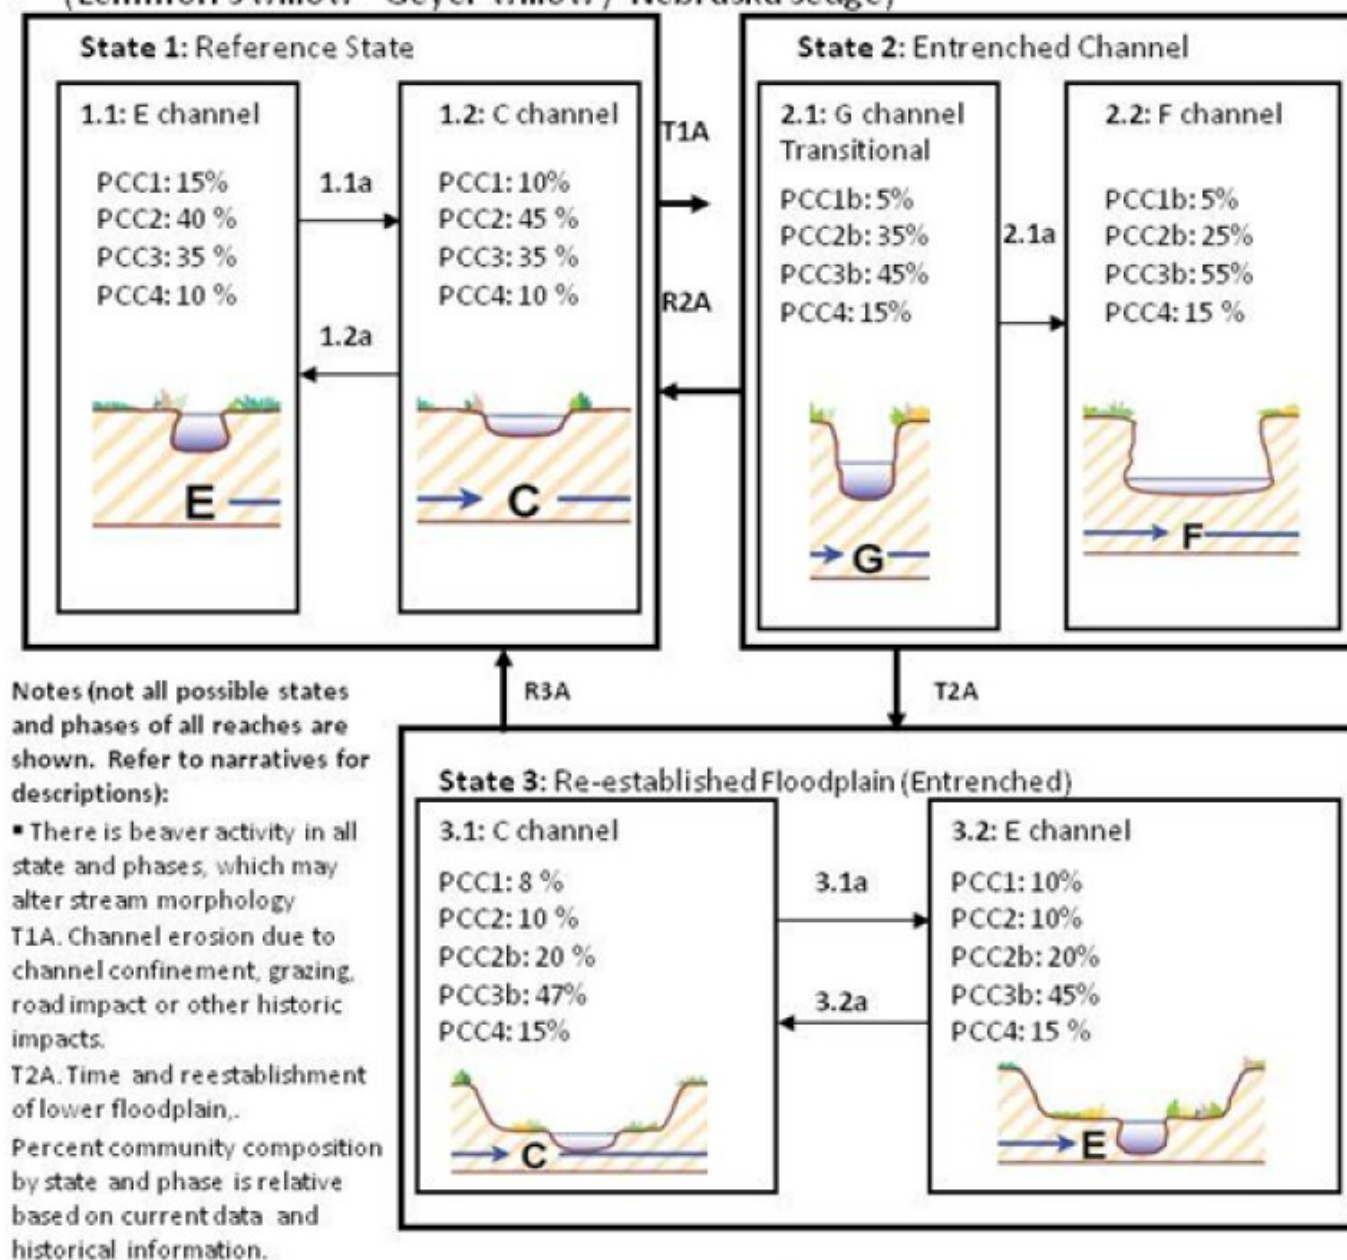 (Lemmon's willow - Geyer willow / Nebraska sedge)
State 1: Reference State
1.1: E channel
PCC1: 15%
PCC2: 40 %
PCC3: 35 %
PCC4: 10 %
E
1.1a
1.2a
1.2: C channel
PCC1: 10%
PCC2: 45 %
PCC3: 35 %
PCC4: 10 %
C
T1A
R2A
State 2: Entrenched Channel
2.1: G channel
Transitional
PCC1b: 5%
PCC2b: 35%
PCC3b: 45%
PCC4: 15%
G
2.1a
2.2: F channel
PCC1b: 5%
PCC2b: 25%
PCC3b: 55%
PCC4: 15 %
F
R3A
T2A
Notes (not all possible states
and phases of all reaches are
shown. Refer to narratives for
descriptions):
▪ There is beaver activity in all
state and phases, which may
alter stream morphology
T1A. Channel erosion due to
channel confinement, grazing,
road impact or other historic
impacts.
T2A. Time and reestablishment
of lower floodplain,.
Percent community composition
by state and phase is relative
based on current data and
historical information.
State 3: Re-established Floodplain (Entrenched)
3.1: C channel
PCC1: 8 %
PCC2: 10 %
PCC2b: 20 %
PCC3b: 47%
PCC4: 15%
C
3.1a
3.2a
3.2: E channel
PCC1: 10%
PCC2: 10%
PCC2b: 20%
PCC3b: 45%
PCC4: 15 %
E